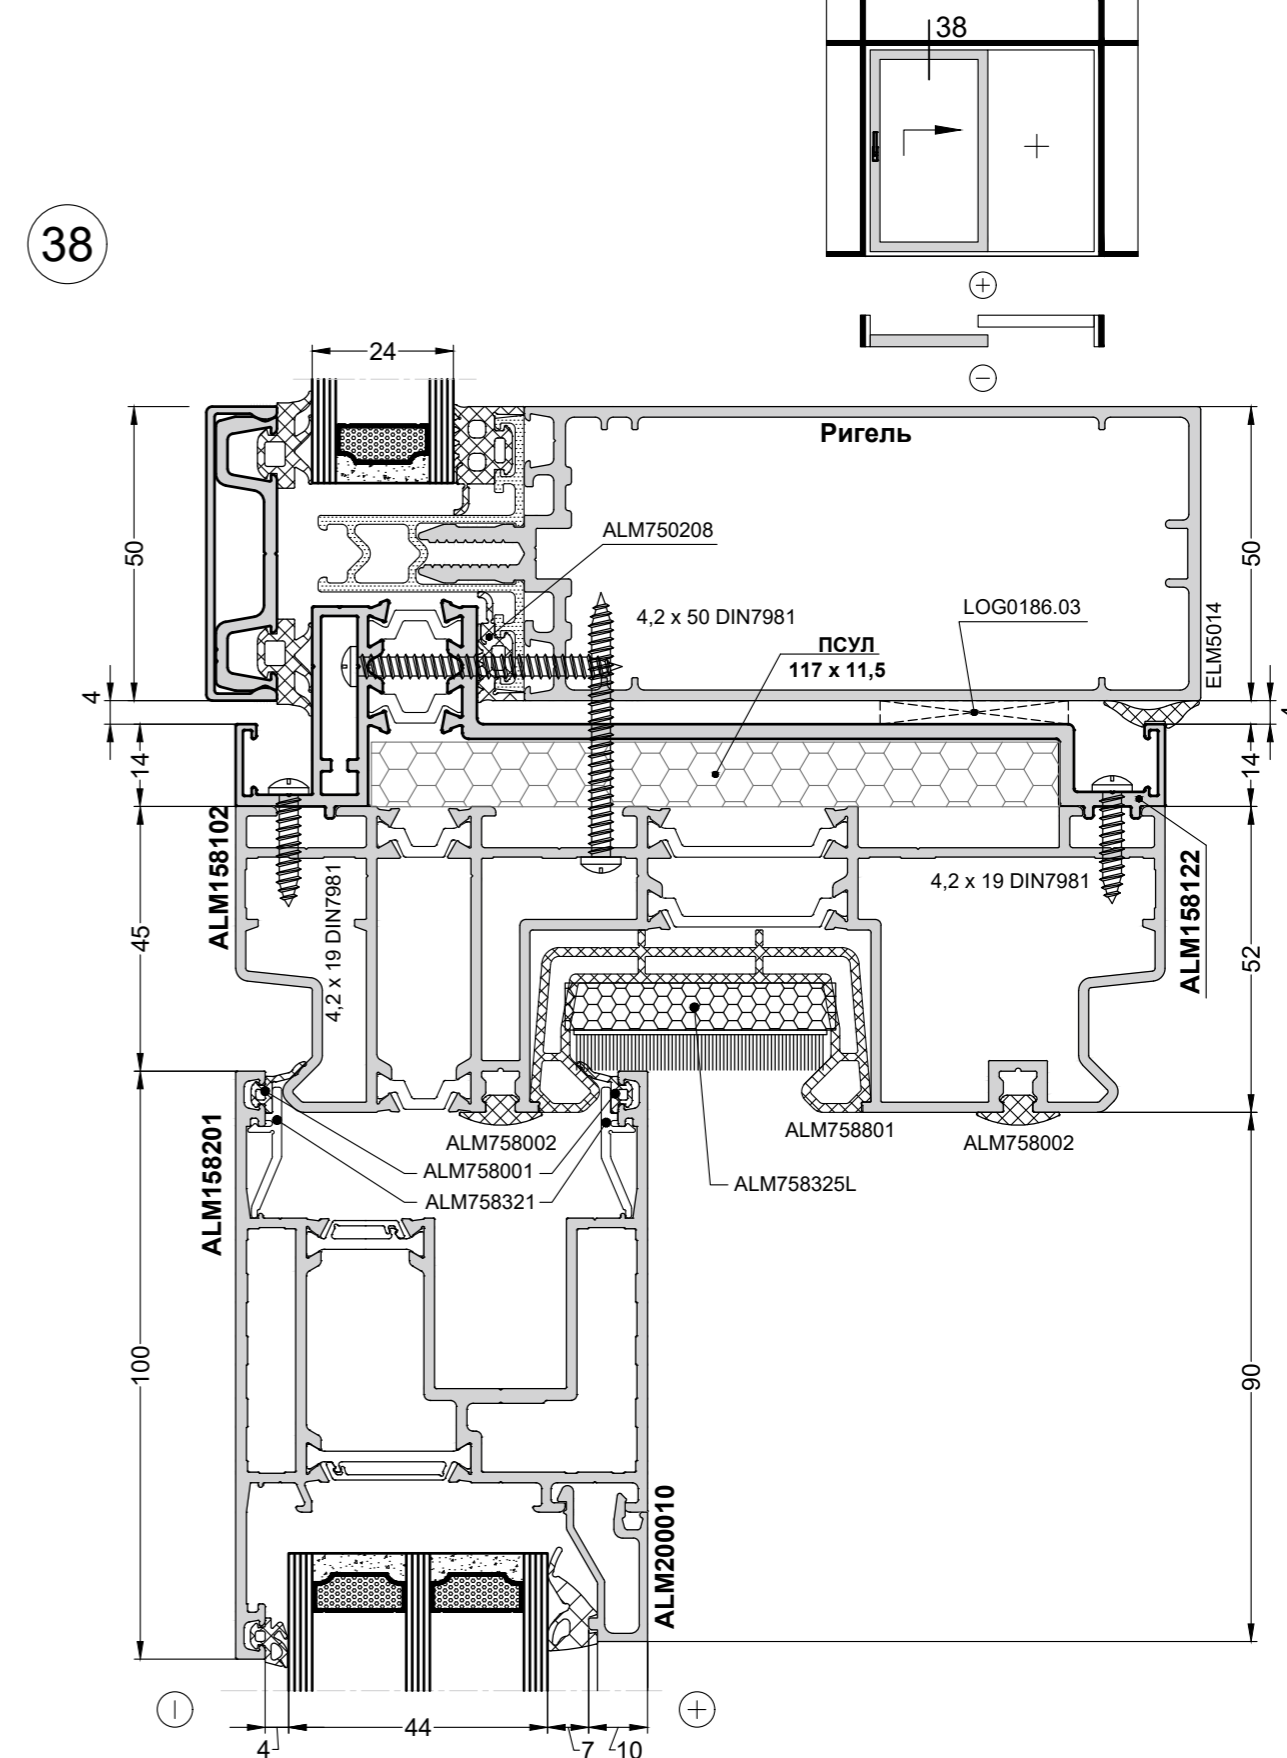 38
38
24
Ригель
50
50
ALM750208
4,2 x 50 DIN7981
LOG0186.03
ПСУЛ
117 x 11,5
ELM5014
4
4
14
14
ALM158102
4,2 x 19 DIN7981
4,2 x 19 DIN7981
ALM158122
45
52
ALM158201
ALM758002
ALM758801
ALM758002
ALM758001
ALM758325L
ALM758321
100
90
ALM200010
44
4
7
10